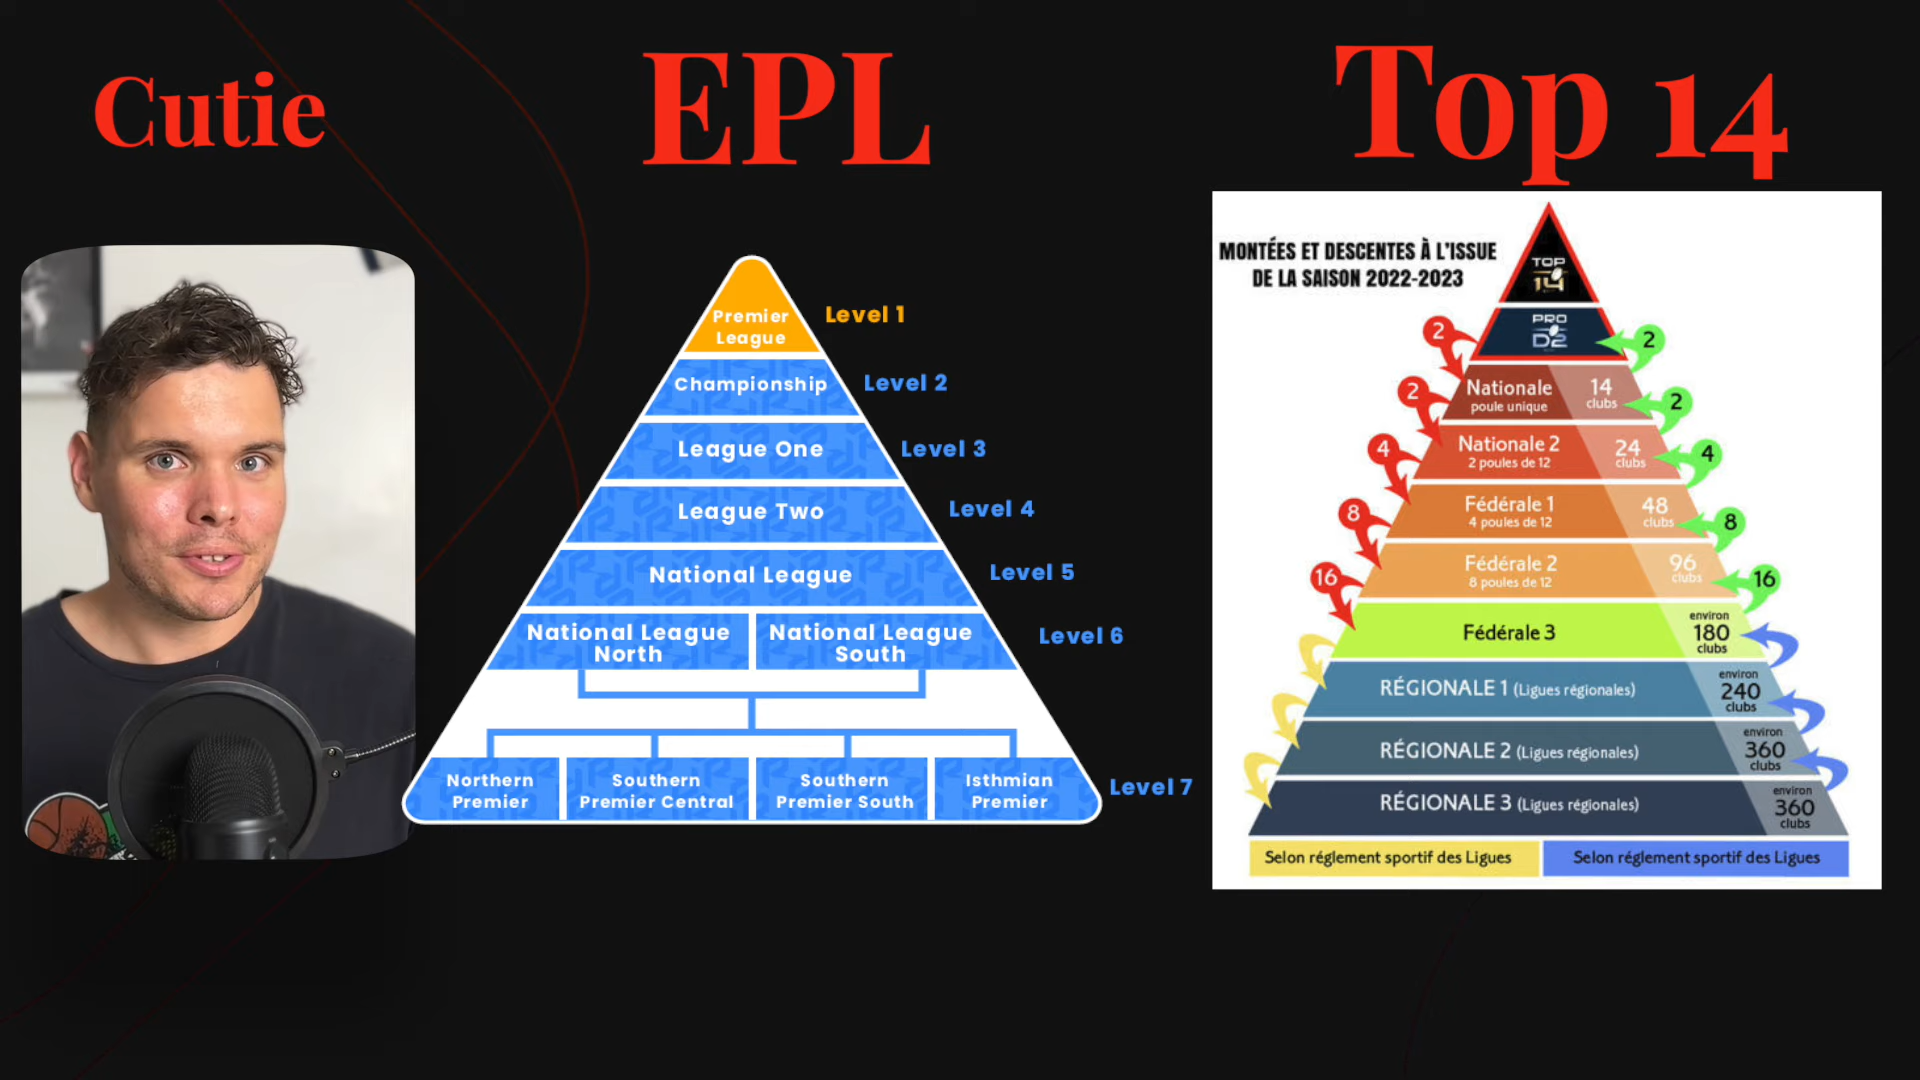 Cutie
EPL
Top 14
Premier
League
Level 1
Championship
Level 2
League One
Level 3
League Two
Level 4
National League
Level 5
National League
North
National League
South
Level 6
Northern
Premier
Southern
Premier Central
Southern
Premier South
Isthmian
Premier
Level 7
MONTÉES ET DESCENTES À L'ISSUE
DE LA SAISON 2022-2023
TOP
14
PRO
D2
2
2
Nationale
poule unique
14
clubs
2
2
Nationale 2
2 poules de 12
24
clubs
4
4
Fédérale 1
4 poules de 12
48
clubs
8
8
Fédérale 2
8 poules de 12
96
clubs
16
16
Fédérale 3
environ
180
clubs
RÉGIONALE 1 (Ligues régionales)
environ
240
clubs
RÉGIONALE 2 (Ligues régionales)
environ
360
clubs
RÉGIONALE 3 (Ligues régionales)
environ
360
clubs
Selon réglement sportif des Ligues
Selon réglement sportif des Ligues